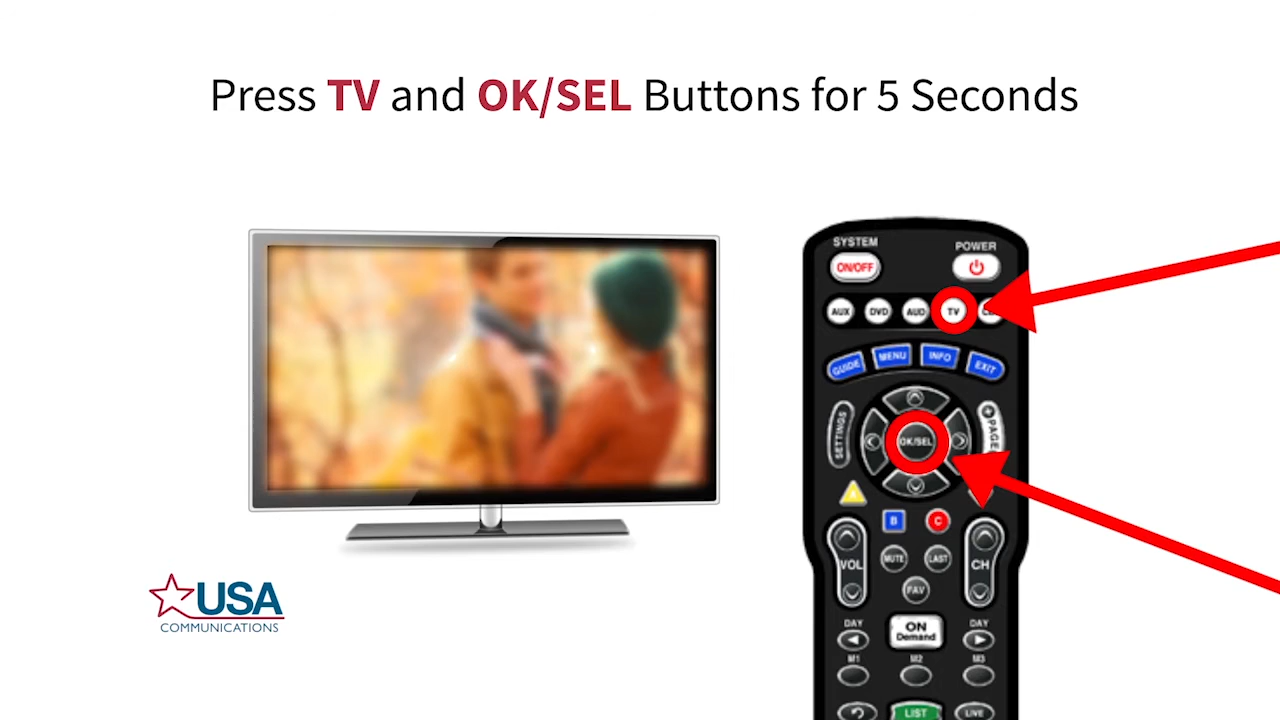 Press TV and OK/SEL Buttons for 5 Seconds
SYSTEM
POWER
ON/OFF
AUX DVD AUD TV
GUIDE MENU INFO EXIT
SETTINGS
OK/SEL
PAGE
A
B C
VOL MUTE LAST CH
FAV
DAY ON Demand DAY
M1 M2 M3
LIST LIVE
USA
COMMUNICATIONS